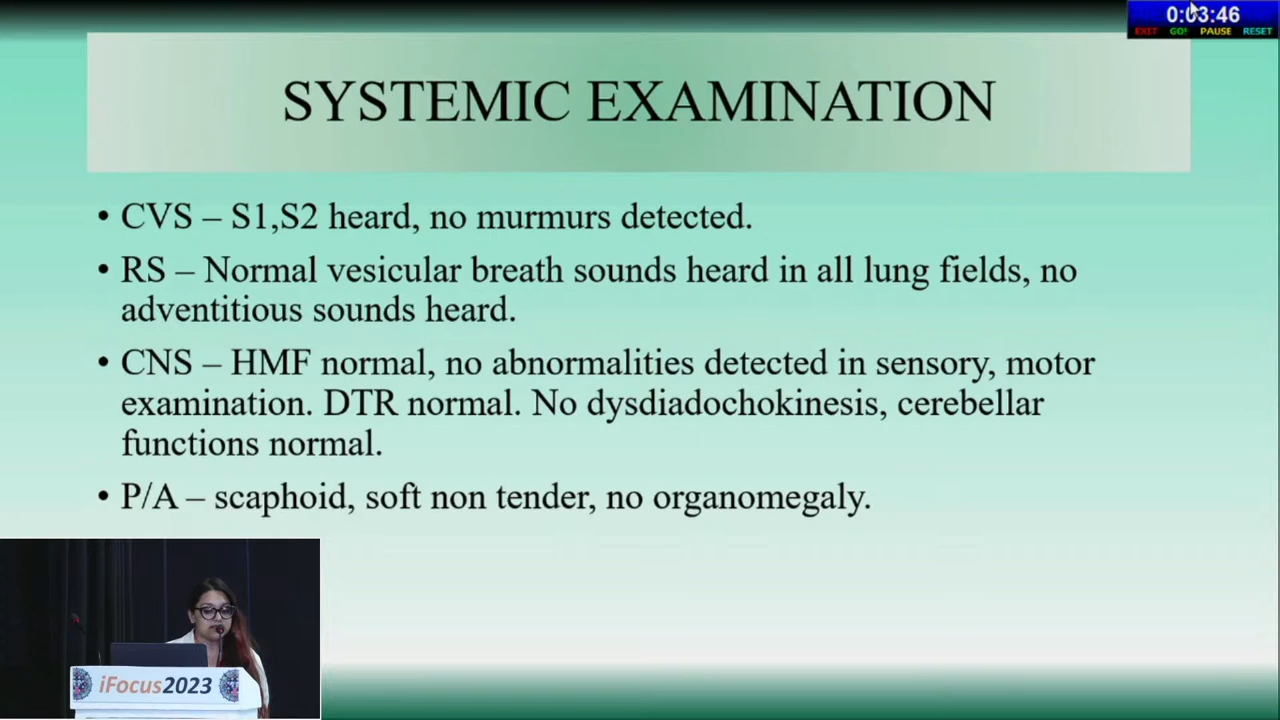 0:03:46
EXIT GO! PAUSE RESET
SYSTEMIC EXAMINATION
• CVS – S1,S2 heard, no murmurs detected.
• RS – Normal vesicular breath sounds heard in all lung fields, no
adventitious sounds heard.
• CNS – HMF normal, no abnormalities detected in sensory, motor
examination. DTR normal. No dysdiadochokinesis, cerebellar
functions normal.
• P/A – scaphoid, soft non tender, no organomegaly.
iFocus2023